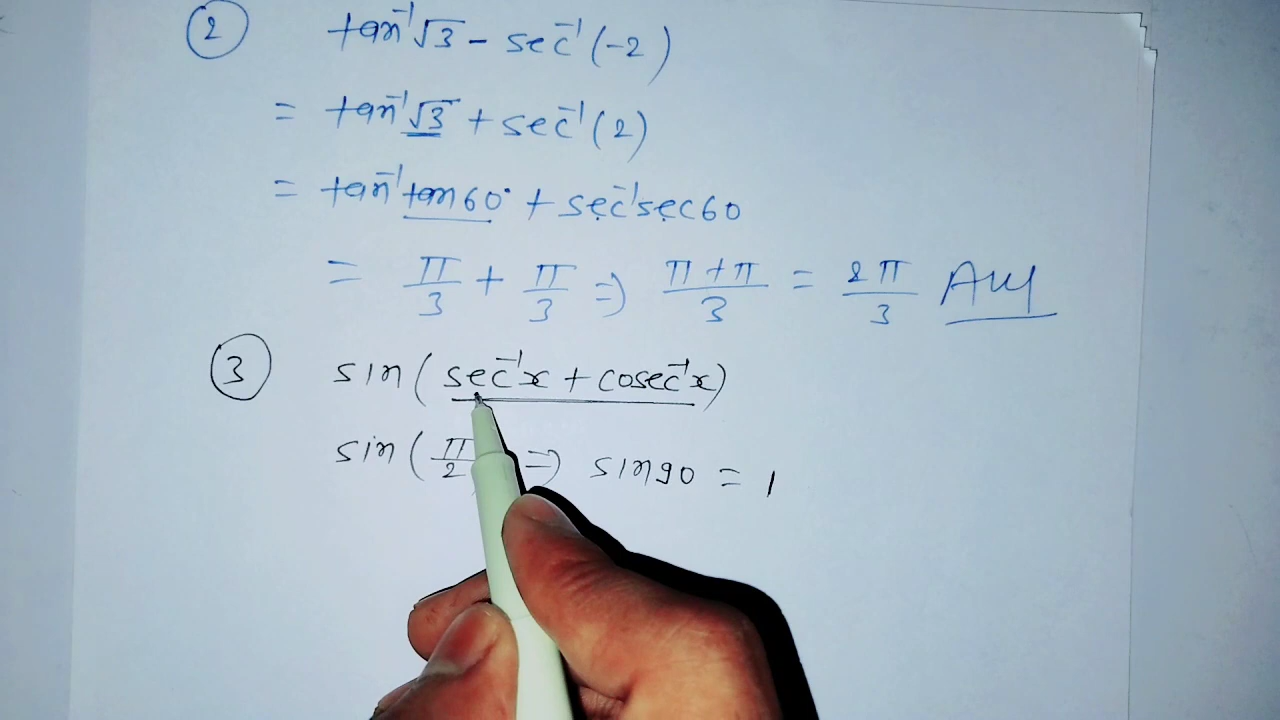 ② tan⁻¹√3 - sec⁻¹(-2)
= tan⁻¹√3 + sec⁻¹(2)
= tan⁻¹tan60° + sec⁻¹sec60
= π/3 + π/3 ⇒ π+π/3 = 2π/3 Ans
③ sin(sec⁻¹x + cosec⁻¹x)
sin(π/2 ⇒ sin90 = 1